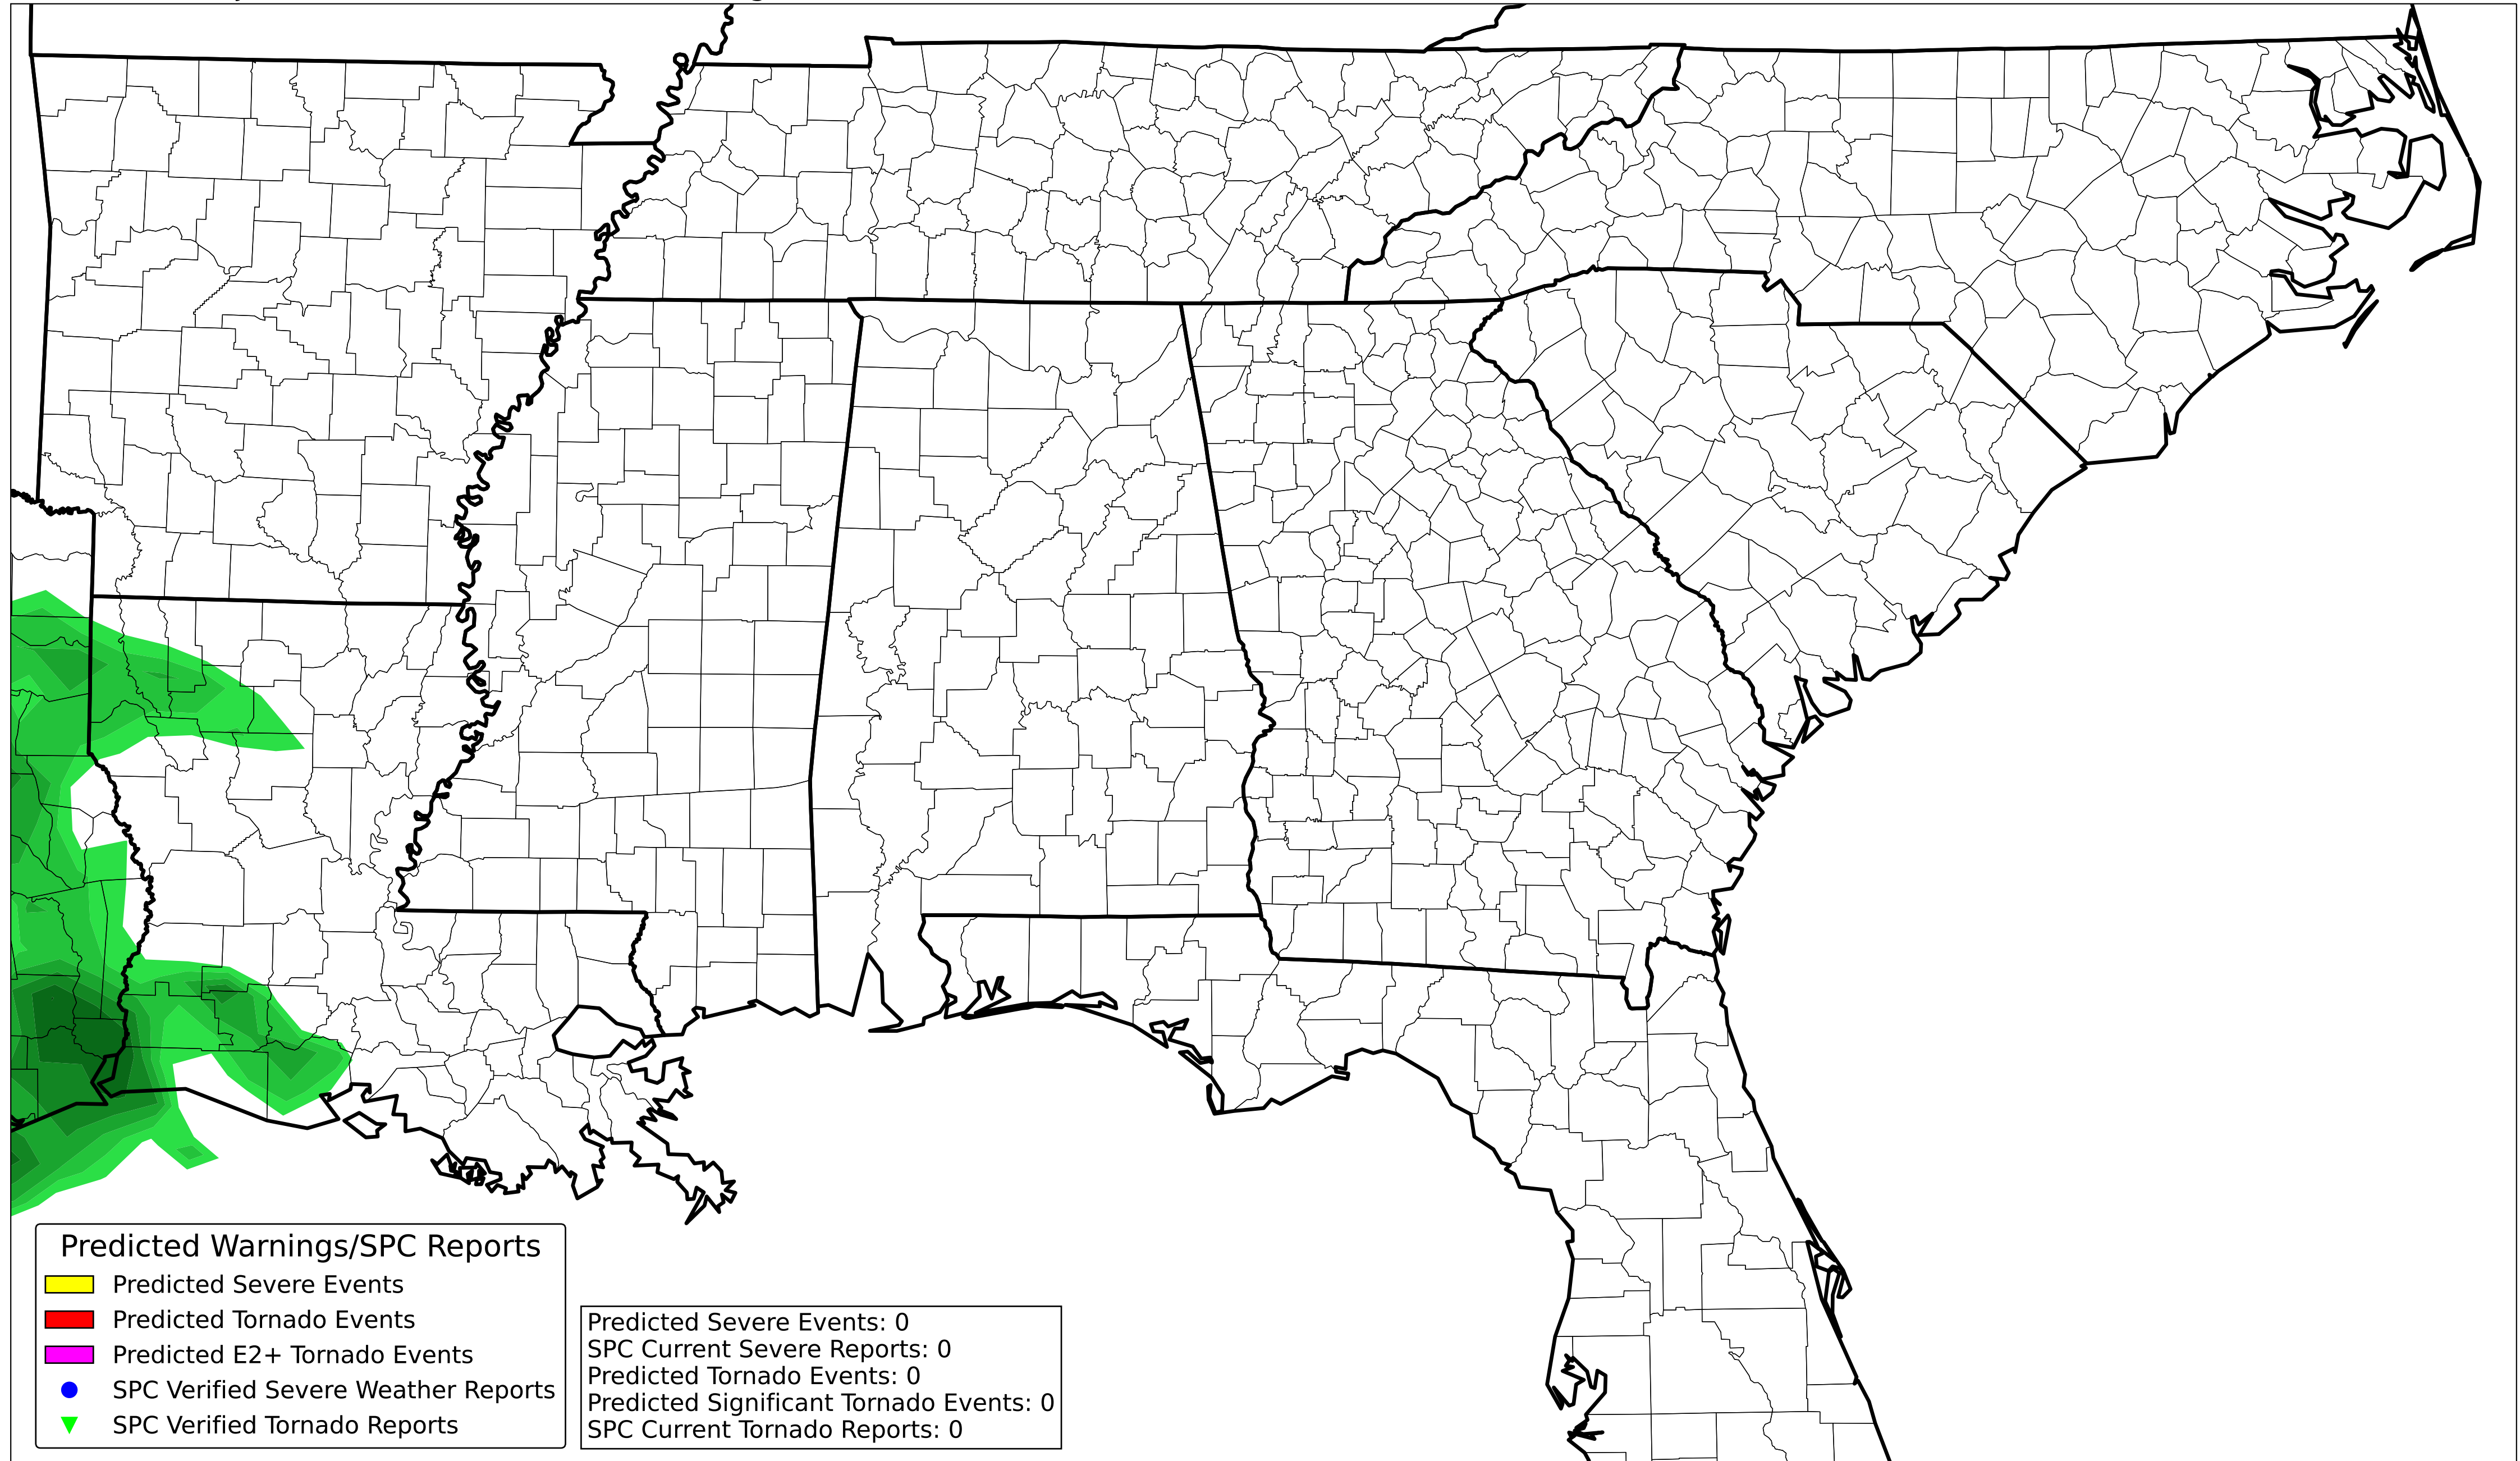 Predicted Warnings/SPC Reports
Predicted Severe Events
Predicted Tornado Events
Predicted E2+ Tornado Events
SPC Verified Severe Weather Reports
SPC Verified Tornado Reports
Predicted Severe Events: 0
SPC Current Severe Reports: 0
Predicted Tornado Events: 0
Predicted Significant Tornado Events: 0
SPC Current Tornado Reports: 0